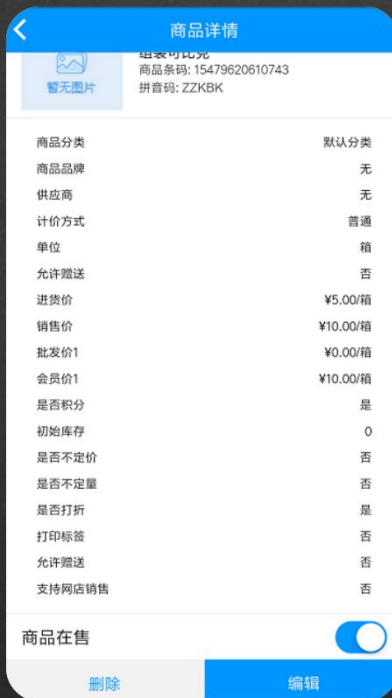 商品详情
组装可比克
商品条码: 15479620610743
暂无图片
拼音码: ZZKBK
商品分类 默认分类
商品品牌 无
供应商 无
计价方式 普通
单位 箱
允许赠送 否
进货价 ¥5.00/箱
销售价 ¥10.00/箱
批发价1 ¥0.00/箱
会员价1 ¥10.00/箱
是否积分 是
初始库存 0
是否不定价 否
是否不定量 否
是否打折 是
打印标签 否
允许赠送 否
支持网店销售 否
商品在售
删除 编辑